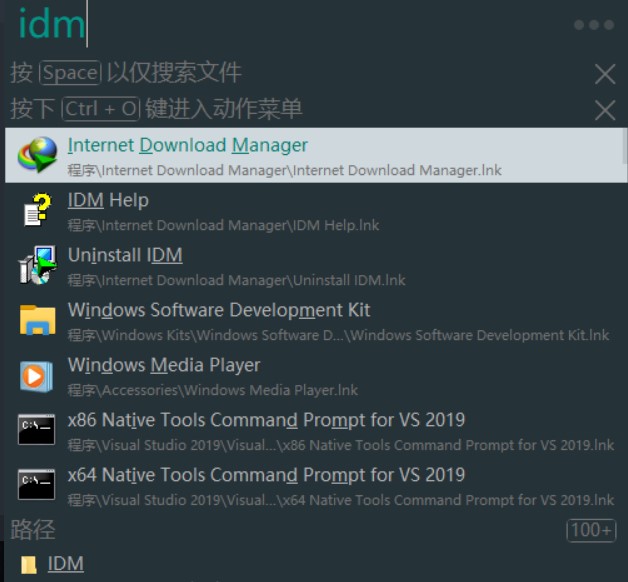 idm
按 Space 以仅搜索文件
按下 Ctrl + O 键进入动作菜单
Internet Download Manager
程序\Internet Download Manager\Internet Download Manager.lnk
IDM Help
程序\Internet Download Manager\IDM Help.lnk
Uninstall IDM
程序\Internet Download Manager\Uninstall IDM.lnk
Windows Software Development Kit
程序\Windows Kits\Windows Software D...\Windows Software Development Kit.lnk
Windows Media Player
程序\Accessories\Windows Media Player.lnk
x86 Native Tools Command Prompt for VS 2019
程序\Visual Studio 2019\Visual...\x86 Native Tools Command Prompt for VS 2019.lnk
x64 Native Tools Command Prompt for VS 2019
程序\Visual Studio 2019\Visual...\x64 Native Tools Command Prompt for VS 2019.lnk
路径 100+
IDM